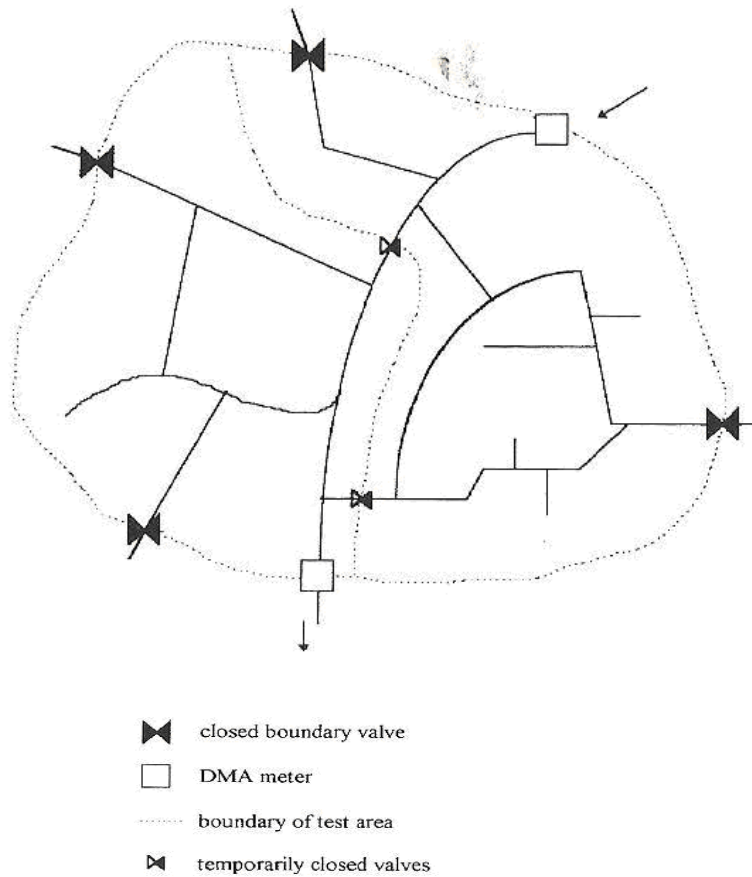 closed boundary valve
DMA meter
boundary of test area
temporarily closed valves